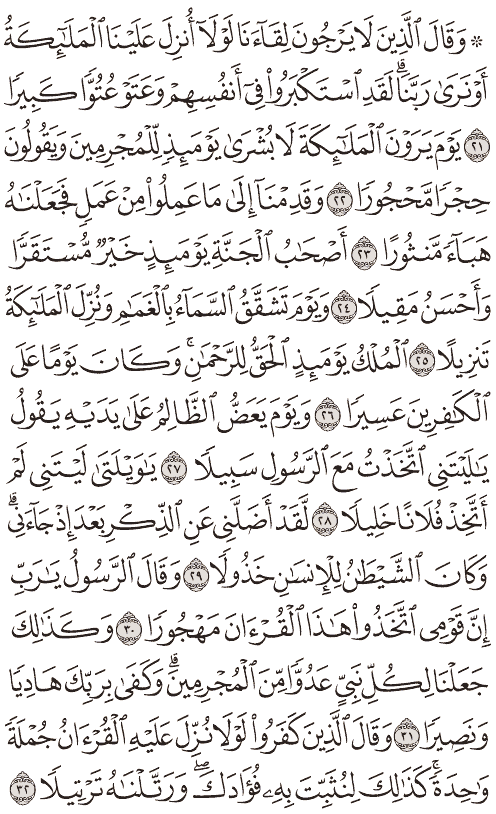 ۞ وَقَالَ ٱلَّذِينَ لَا يَرْجُونَ لِقَآءَنَا لَوْلَآ أُنزِلَ عَلَيْنَا ٱلْمَلَٰٓئِكَةُ
أَوْ نَرَىٰ رَبَّنَا ۗ لَقَدِ ٱسْتَكْبَرُوا۟ فِىٓ أَنفُسِهِمْ وَعَتَوْ عُتُوًّا كَبِيرًا
٢١ يَوْمَ يَرَوْنَ ٱلْمَلَٰٓئِكَةَ لَا بُشْرَىٰ يَوْمَئِذٍ لِّلْمُجْرِمِينَ وَيَقُولُونَ
حِجْرًا مَّحْجُورًا ٢٢ وَقَدِمْنَآ إِلَىٰ مَا عَمِلُوا۟ مِنْ عَمَلٍ فَجَعَلْنَٰهُ
هَبَآءً مَّنثُورًا ٢٣ أَصْحَٰبُ ٱلْجَنَّةِ يَوْمَئِذٍ خَيْرٌ مُّسْتَقَرًّا
وَأَحْسَنُ مَقِيلًا ٢٤ وَيَوْمَ تَشَقَّقُ ٱلسَّمَآءُ بِٱلْغَمَٰمِ وَنُزِّلَ ٱلْمَلَٰٓئِكَةُ
تَنزِيلًا ٢٥ ٱلْمُلْكُ يَوْمَئِذٍ ٱلْحَقُّ لِلرَّحْمَٰنِ ۚ وَكَانَ يَوْمًا عَلَى
ٱلْكَٰفِرِينَ عَسِيرًا ٢٦ وَيَوْمَ يَعَضُّ ٱلظَّالِمُ عَلَىٰ يَدَيْهِ يَقُولُ
يَٰلَيْتَنِى ٱتَّخَذْتُ مَعَ ٱلرَّسُولِ سَبِيلًا ٢٧ يَٰوَيْلَتَىٰ لَيْتَنِى لَمْ
أَتَّخِذْ فُلَانًا خَلِيلًا ٢٨ لَّقَدْ أَضَلَّنِى عَنِ ٱلذِّكْرِ بَعْدَ إِذْ جَآءَنِى ۗ
وَكَانَ ٱلشَّيْطَٰنُ لِلْإِنسَٰنِ خَذُولًا ٢٩ وَقَالَ ٱلرَّسُولُ يَٰرَبِّ
إِنَّ قَوْمِى ٱتَّخَذُوا۟ هَٰذَا ٱلْقُرْءَانَ مَهْجُورًا ٣٠ وَكَذَٰلِكَ
جَعَلْنَا لِكُلِّ نَبِىٍّ عَدُوًّا مِّنَ ٱلْمُجْرِمِينَ ۗ وَكَفَىٰ بِرَبِّكَ هَادِيًا
وَنَصِيرًا ٣١ وَقَالَ ٱلَّذِينَ كَفَرُوا۟ لَوْلَا نُزِّلَ عَلَيْهِ ٱلْقُرْءَانُ جُمْلَةً
وَٰحِدَةً ۚ كَذَٰلِكَ لِنُثَبِّتَ بِهِۦ فُؤَادَكَ ۖ وَرَتَّلْنَٰهُ تَرْتِيلًا ٣٢